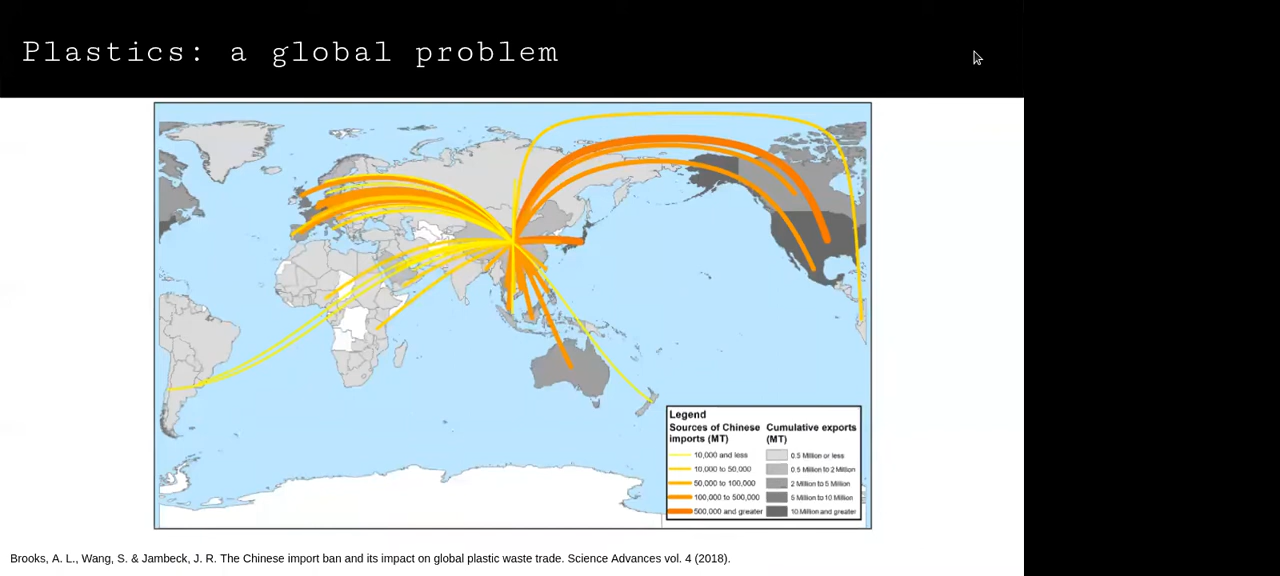 Plastics: a global problem
Legend
Sources of Chinese imports (MT)
10,000 and less
10,000 to 50,000
50,000 to 100,000
100,000 to 500,000
500,000 and greater
Cumulative exports (MT)
0.5 Million or less
0.5 Million to 2 Million
2 Million to 5 Million
5 Million to 10 Million
10 Million and greater
Brooks, A. L., Wang, S. & Jambeck, J. R. The Chinese import ban and its impact on global plastic waste trade. Science Advances vol. 4 (2018).